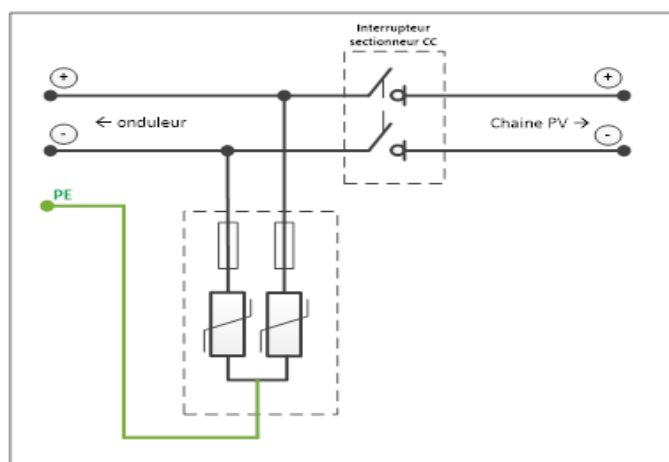 Interrupteur
sectionneur CC
+
+
-
← onduleur
Chaine PV →
-
PE